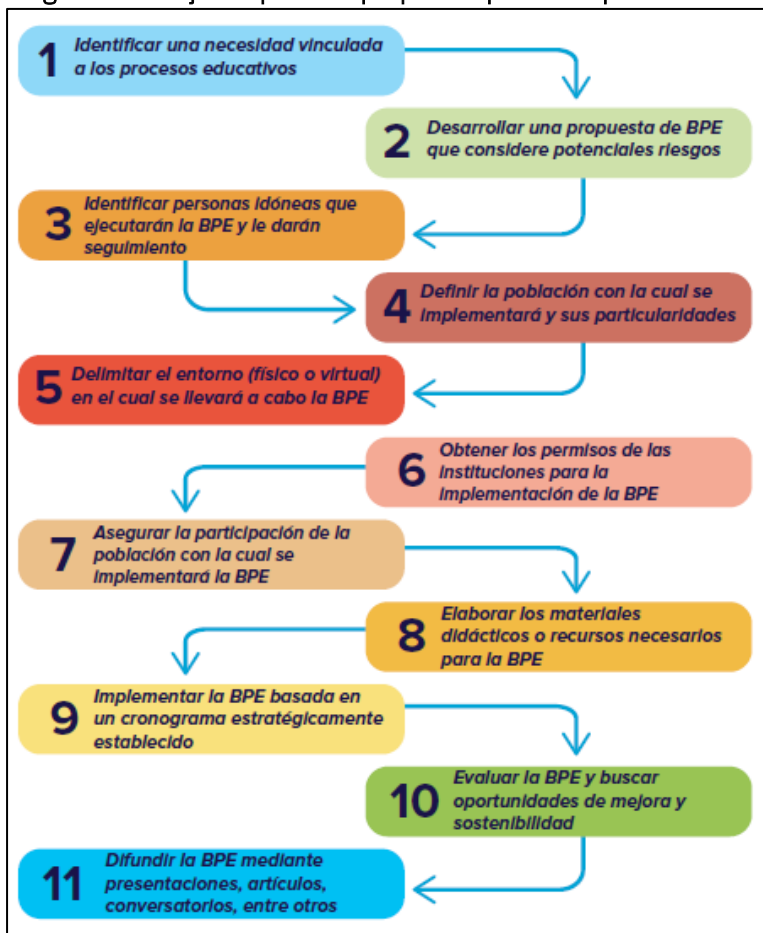 1 Identificar una necesidad vinculada
a los procesos educativos
2 Desarrollar una propuesta de BPE
que considere potenciales riesgos
3 Identificar personas idóneas que
ejecutarán la BPE y le darán
seguimiento
4 Definir la población con la cual se
implementará y sus particularidades
5 Delimitar el entorno (físico o virtual)
en el cual se llevará a cabo la BPE
6 Obtener los permisos de las
instituciones para la
implementación de la BPE
7 Asegurar la participación de la
población con la cual se
implementará la BPE
8 Elaborar los materiales
didácticos o recursos necesarios
para la BPE
9 Implementar la BPE basada en
un cronograma estratégicamente
establecido
10 Evaluar la BPE y buscar
oportunidades de mejora y
sostenibilidad
11 Difundir la BPE mediante
presentaciones, artículos,
conversatorios, entre otros